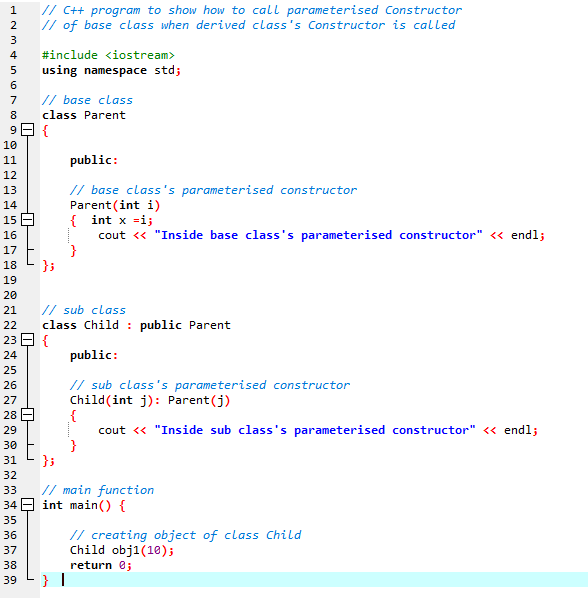 1 // C++ program to show how to call parameterised Constructor
2 // of base class when derived class's Constructor is called
3
4 #include <iostream>
5 using namespace std;
6
7 // base class
8 class Parent
9 {
10
11 public:
12
13 // base class's parameterised constructor
14 Parent(int i)
15 { int x =i;
16 cout << "Inside base class's parameterised constructor" << endl;
17 }
18 };
19
20
21 // sub class
22 class Child : public Parent
23 {
24 public:
25
26 // sub class's parameterised constructor
27 Child(int j): Parent(j)
28 {
29 cout << "Inside sub class's parameterised constructor" << endl;
30 }
31 };
32
33 // main function
34 int main() {
35
36 // creating object of class Child
37 Child obj1(10);
38 return 0;
39 }